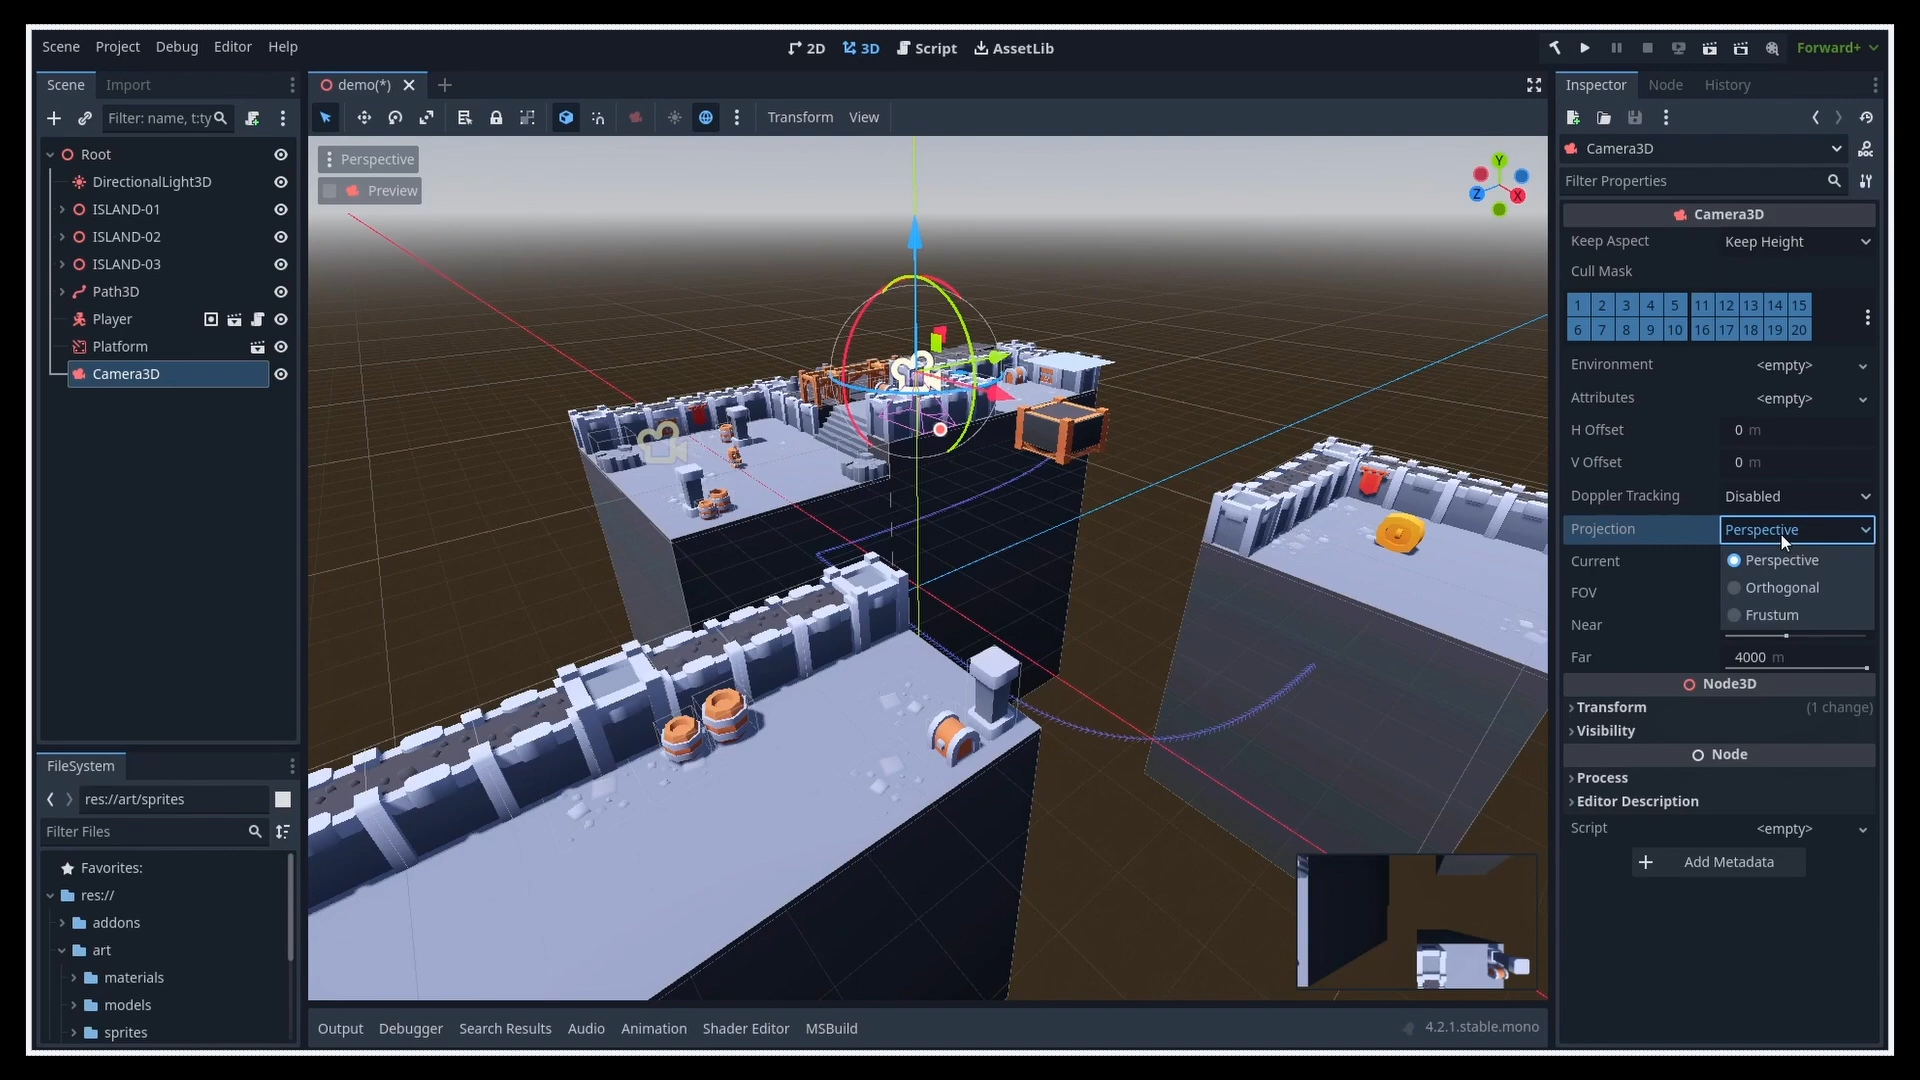 Scene Project Debug Editor Help
2D 3D Script AssetLib
Forward+
Scene Import
demo(*)
Inspector Node History
Filter: name, t:ty
Transform View
Root
DirectionalLight3D
ISLAND-01
ISLAND-02
ISLAND-03
Path3D
Player
Platform
Camera3D
FileSystem
res://art/sprites
Filter Files
Favorites:
res://
addons
art
materials
models
sprites
Perspective
Preview
Y
Z
X
Output Debugger Search Results Audio Animation Shader Editor MSBuild
4.2.1.stable.mono
Camera3D
DOC
Filter Properties
Camera3D
Keep Aspect Keep Height
Cull Mask
1 2 3 4 5 11 12 13 14 15
6 7 8 9 10 16 17 18 19 20
Environment <empty>
Attributes <empty>
H Offset 0 m
V Offset 0 m
Doppler Tracking Disabled
Projection Perspective
Current Perspective
FOV Orthogonal
Near Frustum
Far 4000 m
Node3D
Transform (1 change)
Visibility
Node
Process
Editor Description
Script <empty>
Add Metadata